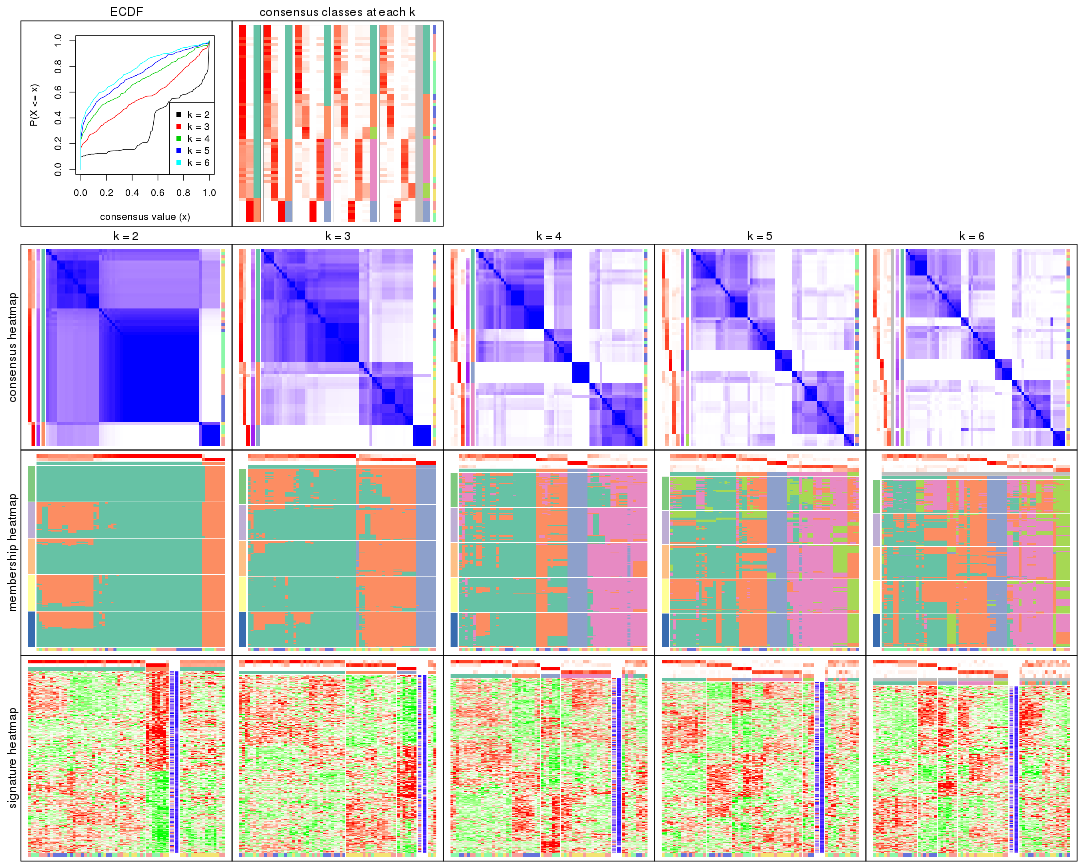 ECDF
consensus classes at each k
P(X <= x)
0.0 0.2 0.4 0.6 0.8 1.0
k = 2
k = 3
k = 4
k = 5
k = 6
0.0 0.2 0.4 0.6 0.8 1.0
consensus value (x)
k = 2
k = 3
k = 4
k = 5
k = 6
consensus heatmap
membership heatmap
signature heatmap